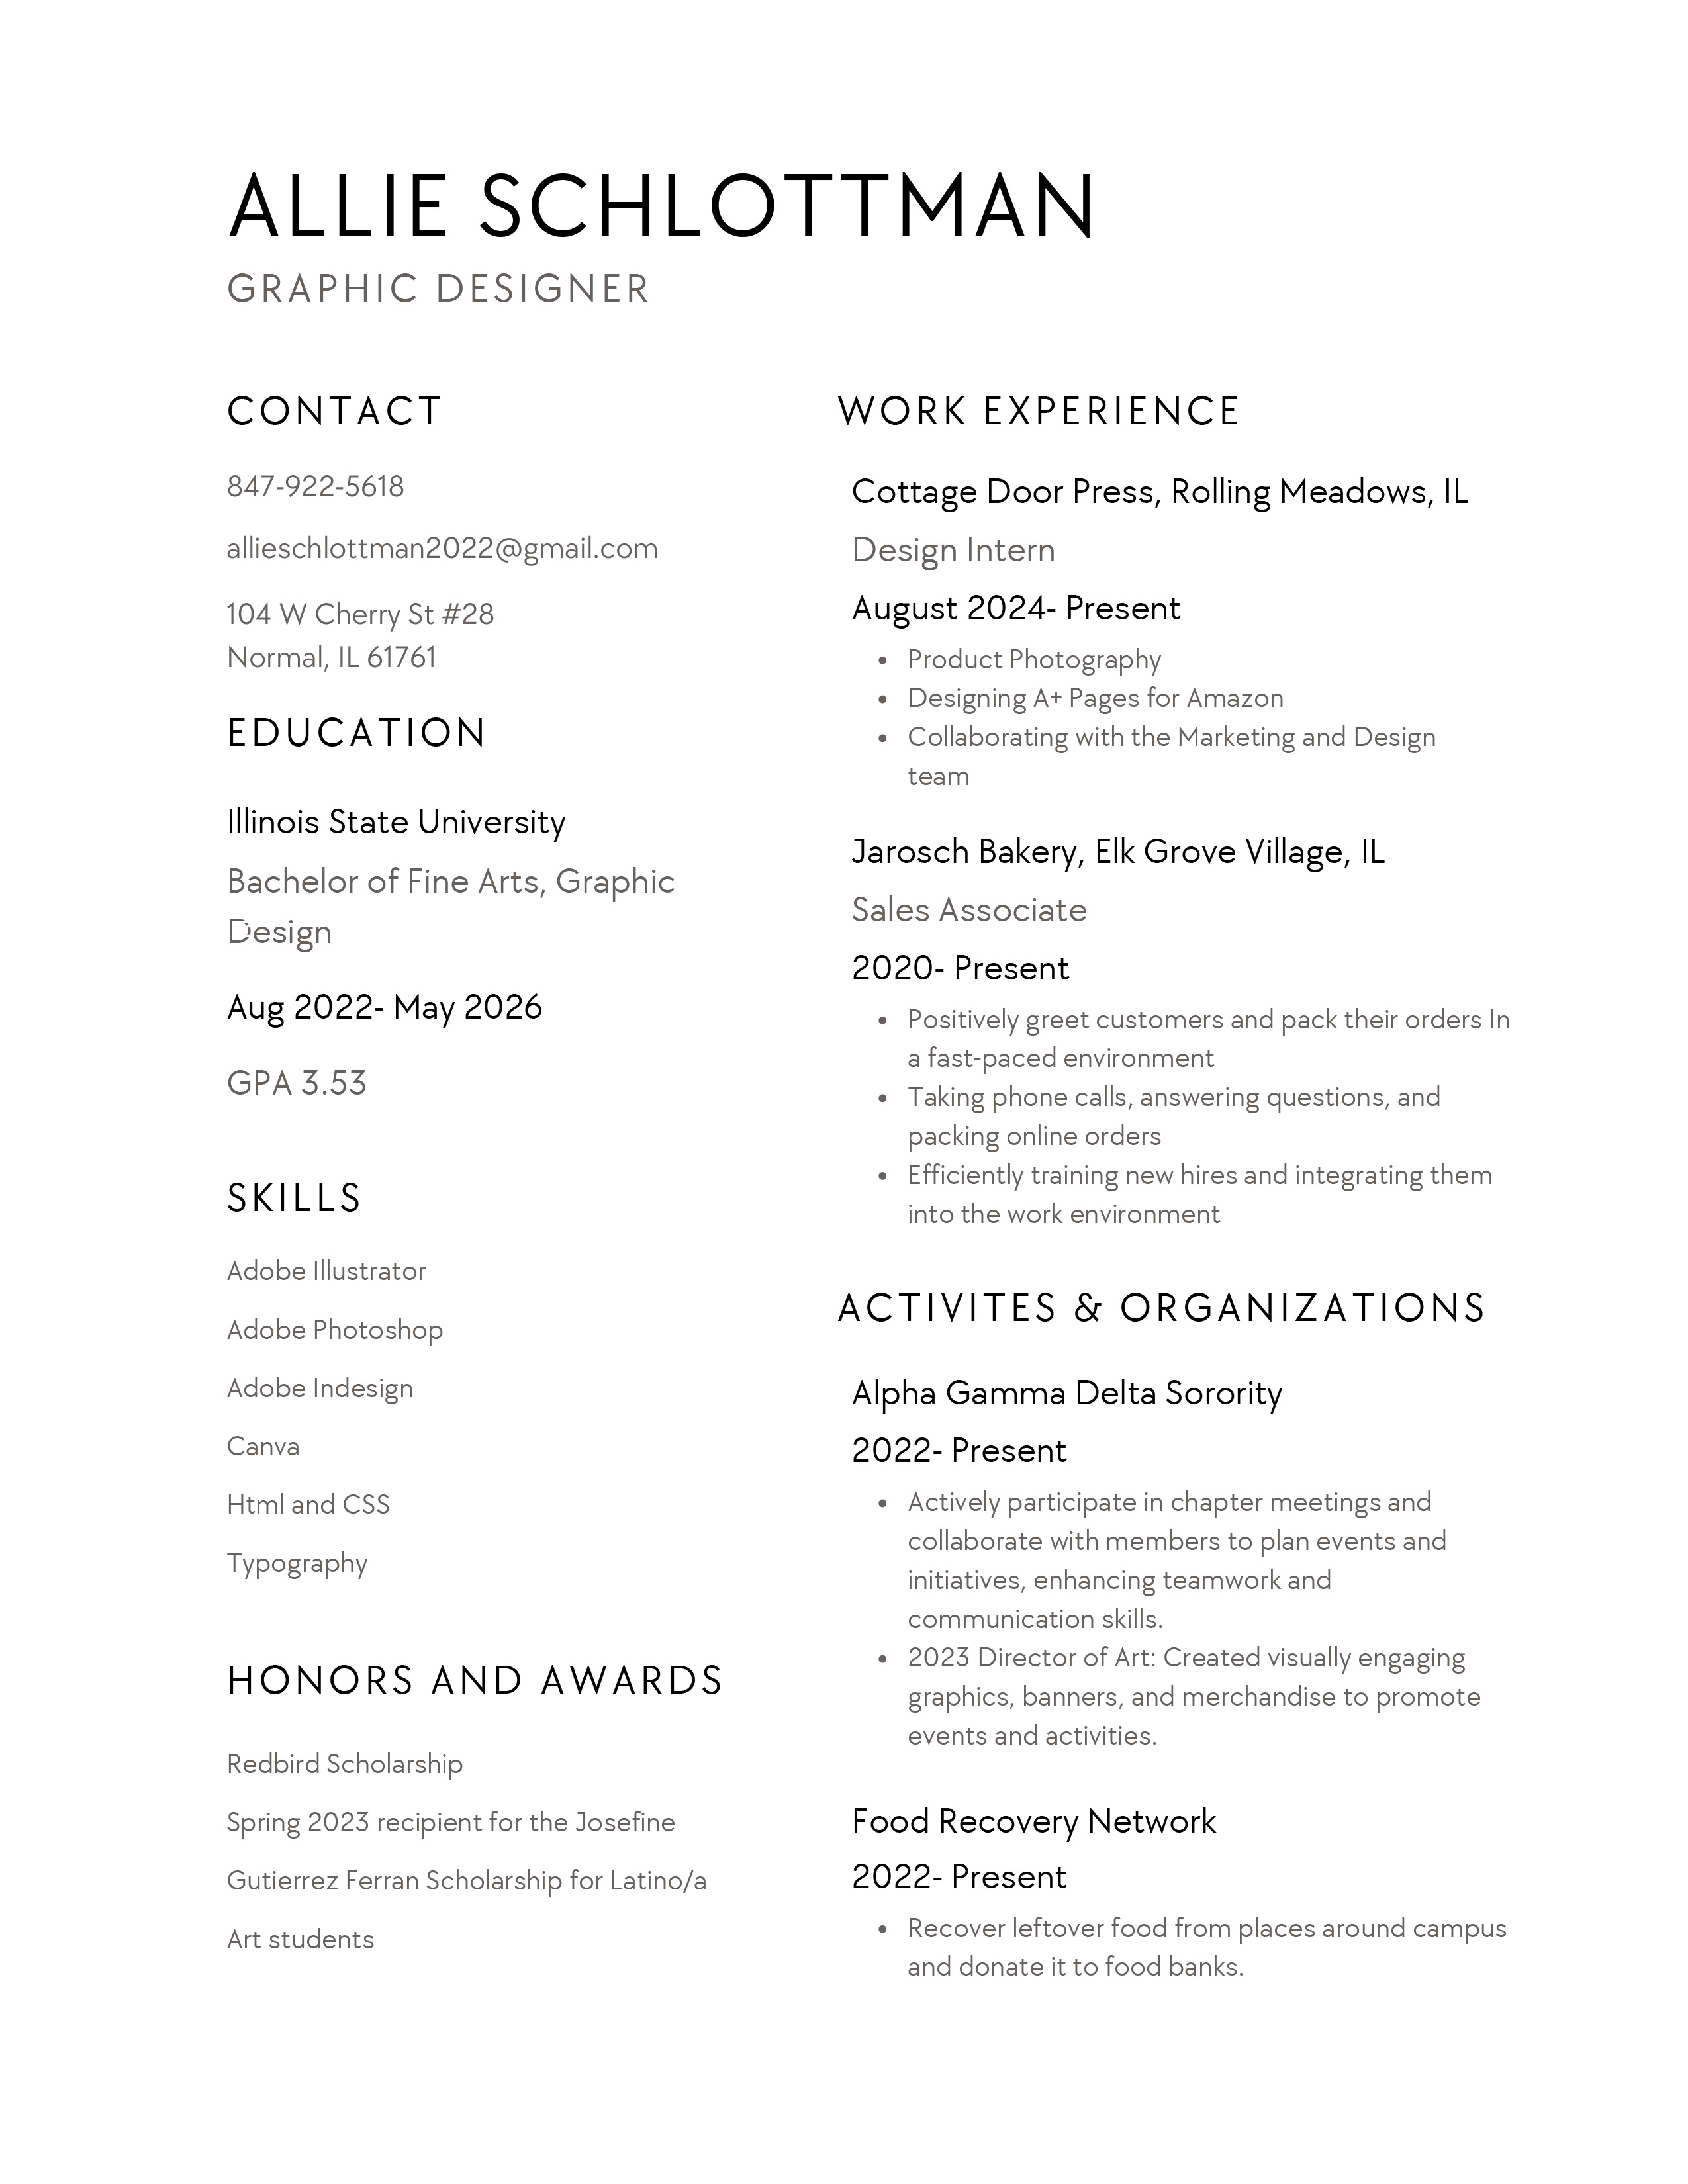 ALLIE SCHLOTTMAN
GRAPHIC DESIGNER
CONTACT
847-922-5618
allieschlottman2022@gmail.com
104 W Cherry St #28
Normal, IL 61761
EDUCATION
Illinois State University
Bachelor of Fine Arts, Graphic
Design
Aug 2022- May 2026
GPA 3.53
SKILLS
Adobe Illustrator
Adobe Photoshop
Adobe Indesign
Canva
Html and CSS
Typography
HONORS AND AWARDS
Redbird Scholarship
Spring 2023 recipient for the Josefine
Gutierrez Ferran Scholarship for Latino/a
Art students
WORK EXPERIENCE
Cottage Door Press, Rolling Meadows, IL
Design Intern
August 2024- Present
• Product Photography
• Designing A+ Pages for Amazon
• Collaborating with the Marketing and Design
team
Jarosch Bakery, Elk Grove Village, IL
Sales Associate
2020- Present
• Positively greet customers and pack their orders In
a fast-paced environment
• Taking phone calls, answering questions, and
packing online orders
• Efficiently training new hires and integrating them
into the work environment
ACTIVITES & ORGANIZATIONS
Alpha Gamma Delta Sorority
2022- Present
• Actively participate in chapter meetings and
collaborate with members to plan events and
initiatives, enhancing teamwork and
communication skills.
• 2023 Director of Art: Created visually engaging
graphics, banners, and merchandise to promote
events and activities.
Food Recovery Network
2022- Present
• Recover leftover food from places around campus
and donate it to food banks.